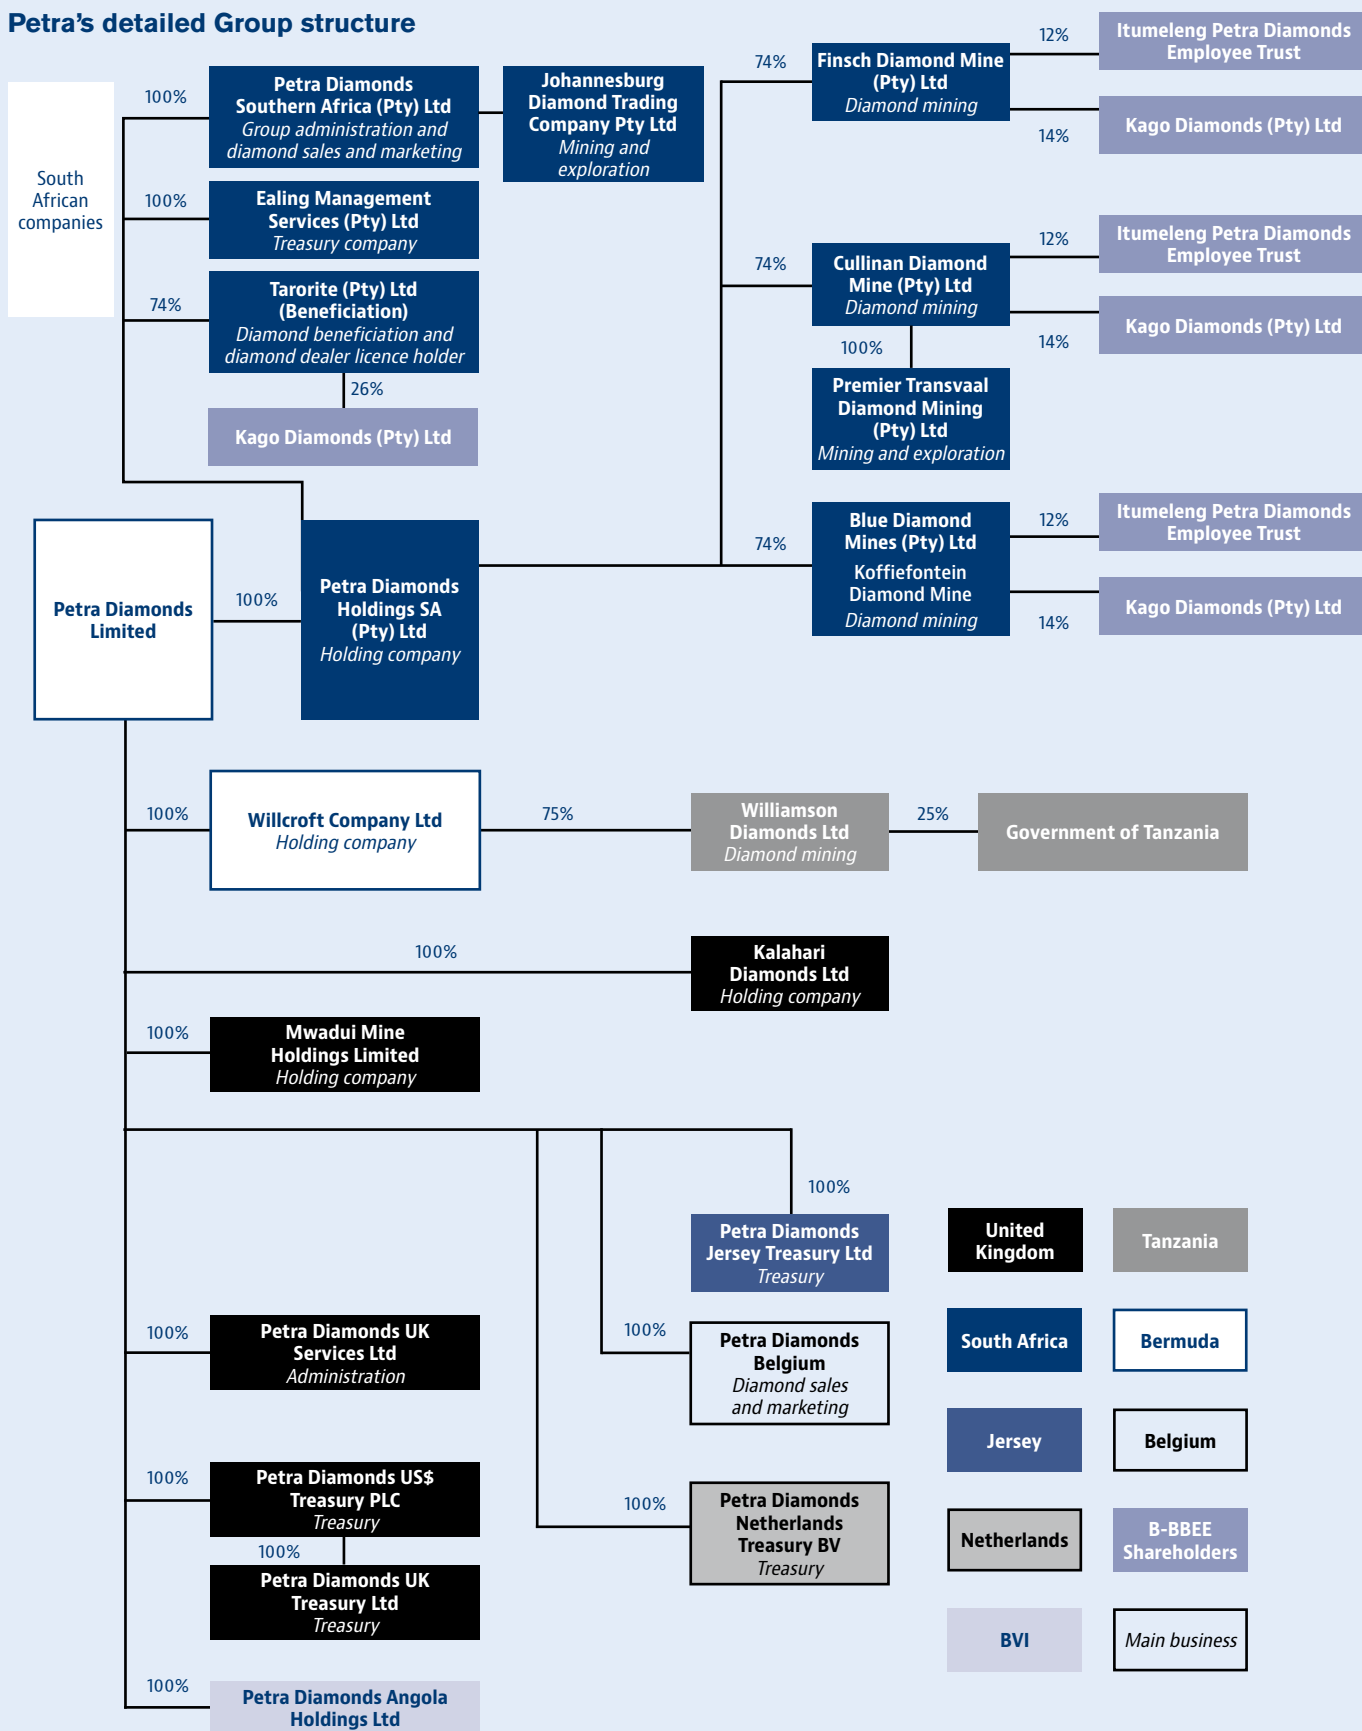 Petra's detailed Group structure
South
African
companies
100%
Petra Diamonds
Southern Africa (Pty) Ltd
Group administration and
diamond sales and marketing
Johannesburg
Diamond Trading
Company Pty Ltd
Mining and
exploration
100%
Ealing Management
Services (Pty) Ltd
Treasury company
74%
Tarorite (Pty) Ltd
(Beneficiation)
Diamond beneficiation and
diamond dealer licence holder
26%
Kago Diamonds (Pty) Ltd
74%
Finsch Diamond Mine
(Pty) Ltd
Diamond mining
12%
Itumeleng Petra Diamonds
Employee Trust
14%
Kago Diamonds (Pty) Ltd
74%
Cullinan Diamond
Mine (Pty) Ltd
Diamond mining
12%
Itumeleng Petra Diamonds
Employee Trust
14%
Kago Diamonds (Pty) Ltd
100%
Premier Transvaal
Diamond Mining
(Pty) Ltd
Mining and exploration
74%
Blue Diamond
Mines (Pty) Ltd
Koffiefontein
Diamond Mine
Diamond mining
12%
Itumeleng Petra Diamonds
Employee Trust
14%
Kago Diamonds (Pty) Ltd
Petra Diamonds
Limited
100%
Petra Diamonds
Holdings SA
(Pty) Ltd
Holding company
100%
Willcroft Company Ltd
Holding company
75%
Williamson
Diamonds Ltd
Diamond mining
25%
Government of Tanzania
100%
Kalahari
Diamonds Ltd
Holding company
100%
Mwadui Mine
Holdings Limited
Holding company
100%
Petra Diamonds
Jersey Treasury Ltd
Treasury
100%
Petra Diamonds UK
Services Ltd
Administration
100%
Petra Diamonds
Belgium
Diamond sales
and marketing
100%
Petra Diamonds US$
Treasury PLC
Treasury
100%
Petra Diamonds UK
Treasury Ltd
Treasury
100%
Petra Diamonds
Netherlands
Treasury BV
Treasury
100%
Petra Diamonds Angola
Holdings Ltd
United
Kingdom
Tanzania
South Africa
Bermuda
Jersey
Belgium
Netherlands
B-BBEE
Shareholders
BVI
Main business